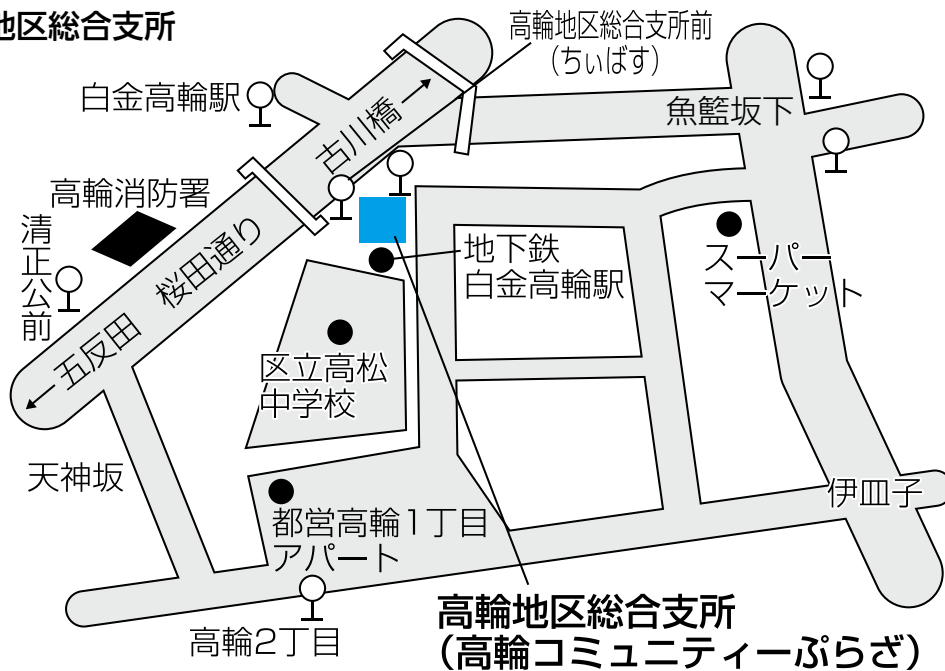 地区総合支所
高輪地区総合支所前
（ちぃばす）
白金高輪駅
古川橋→
魚籃坂下
高輪消防署
清正公前
桜田通り
←五反田
地下鉄
白金高輪駅
スーパー
マーケット
区立高松
中学校
天神坂
都営高輪1丁目
アパート
伊皿子
高輪2丁目
高輪地区総合支所
（高輪コミュニティーぷらざ）